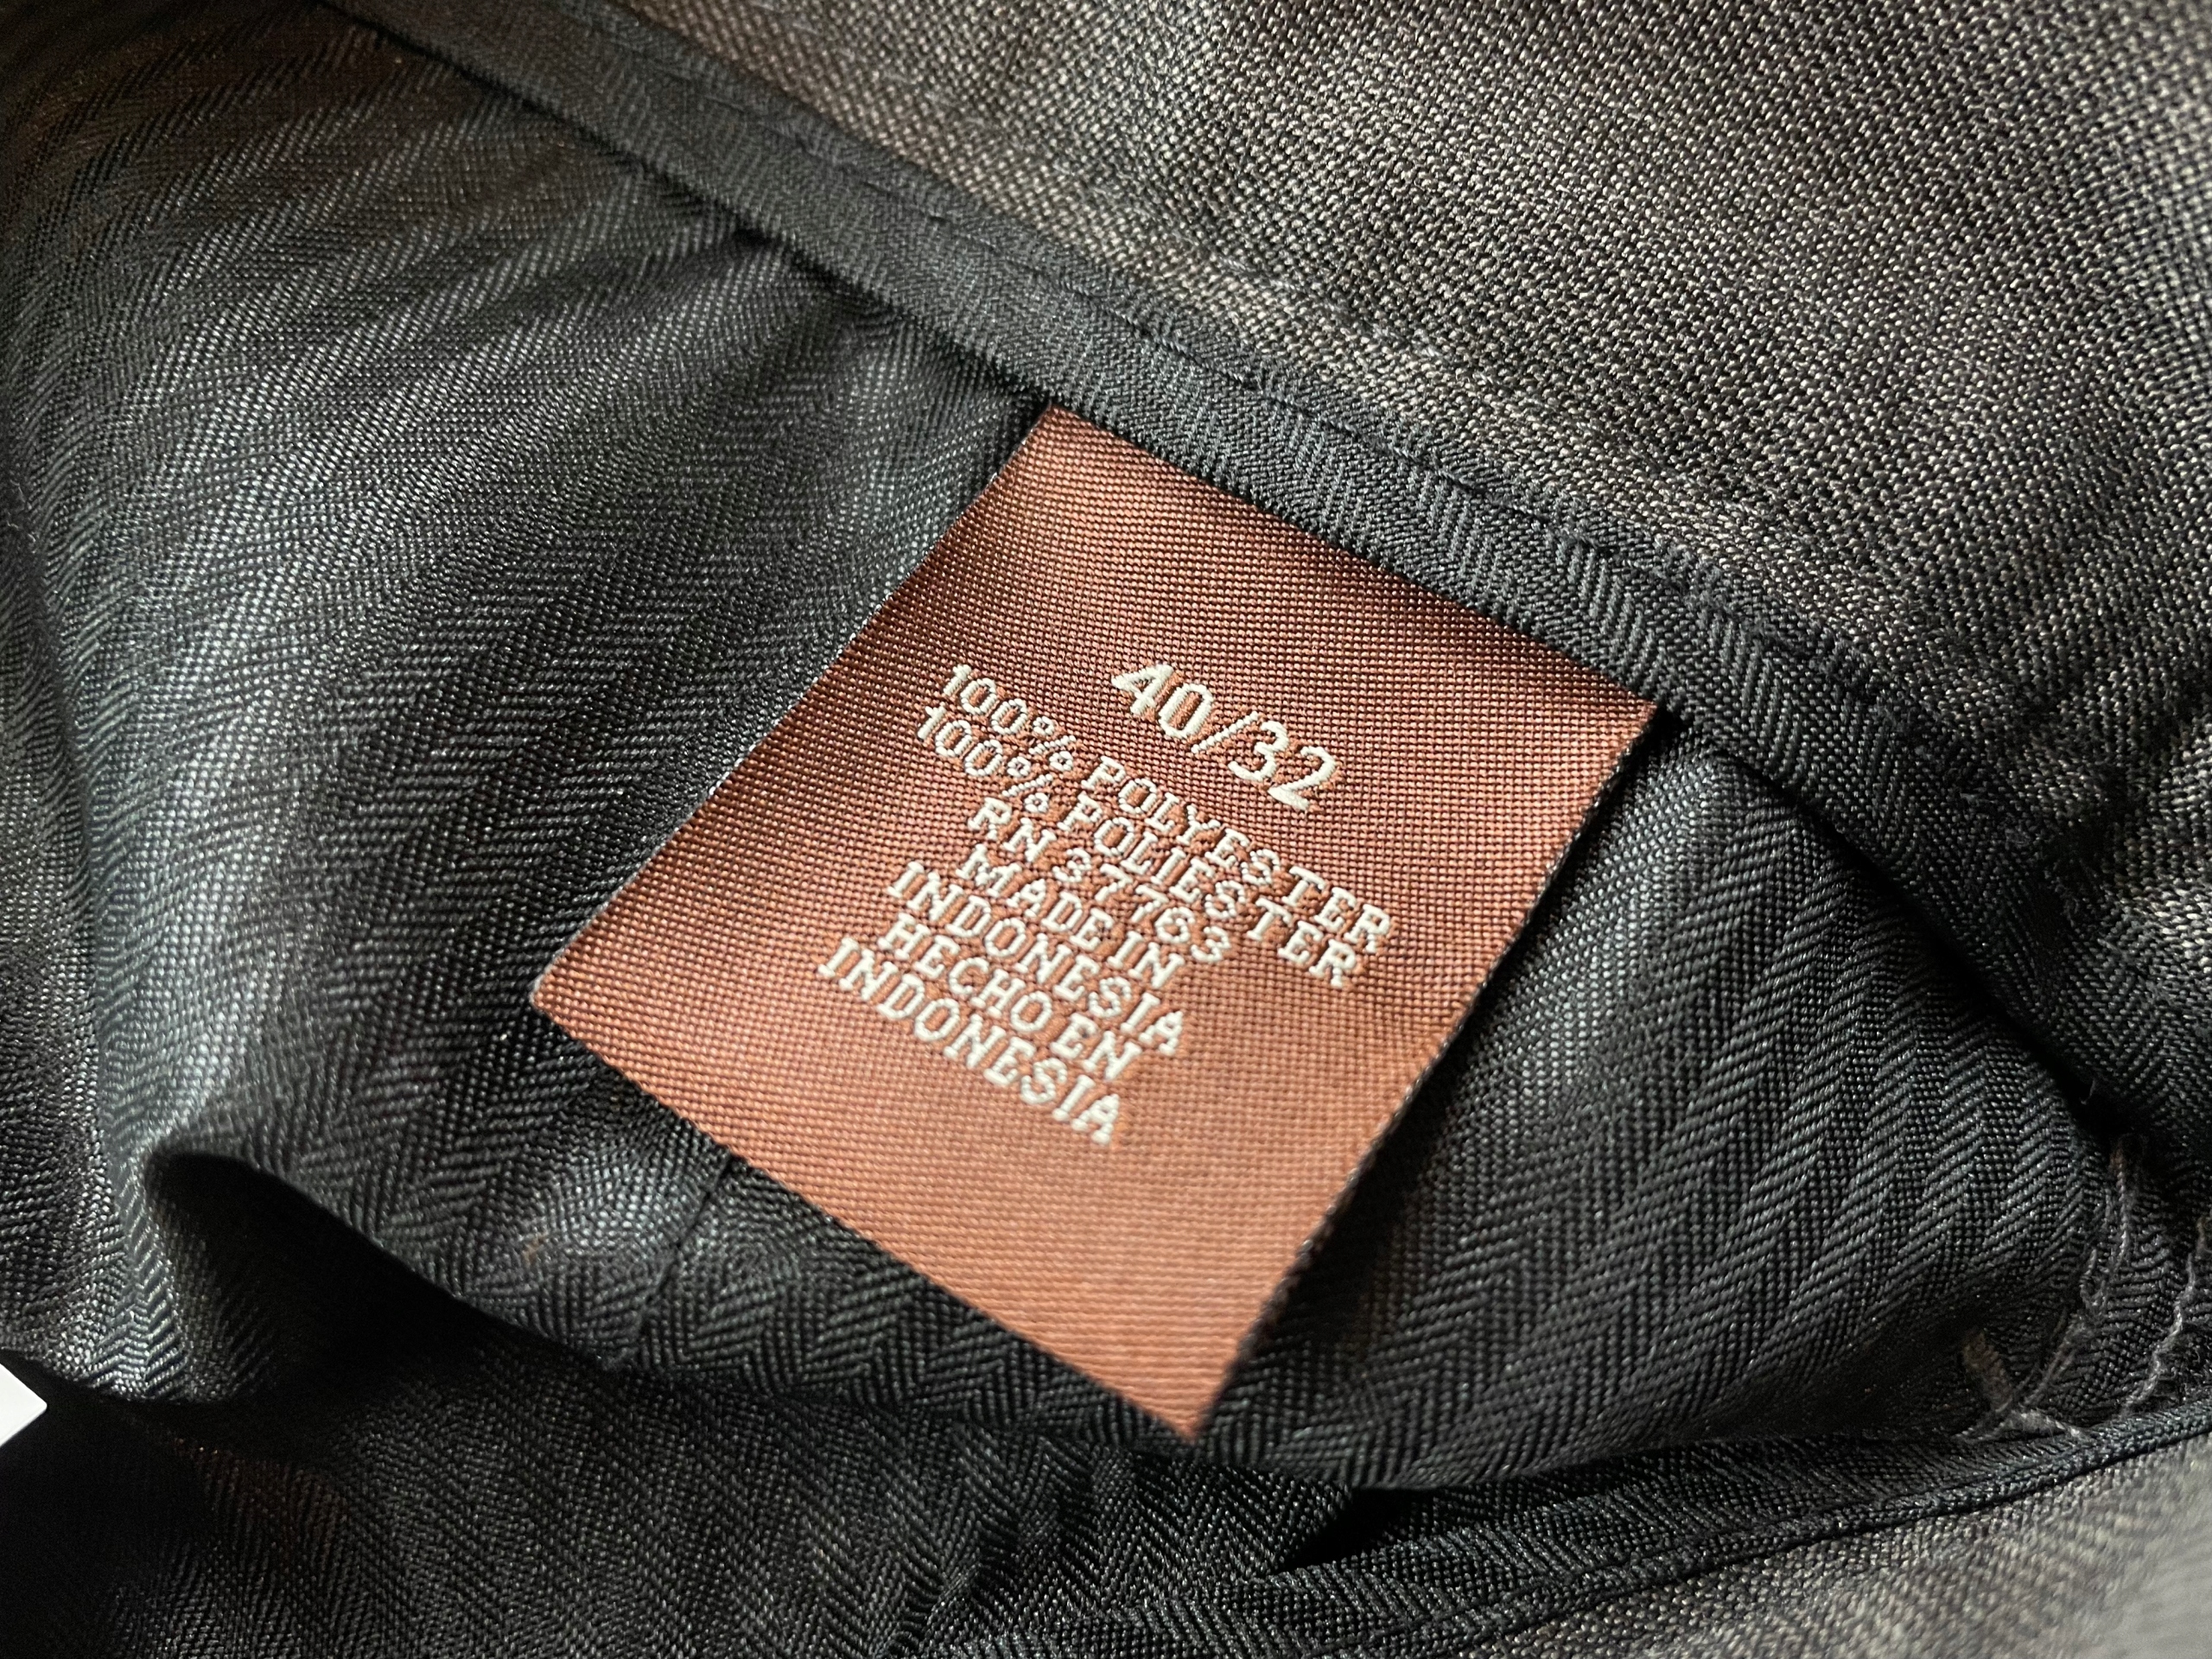 40/32
100% POLYESTER
100% POLIESTER
RN 37763
MADE IN
INDONESIA
HECHO EN
INDONESIA